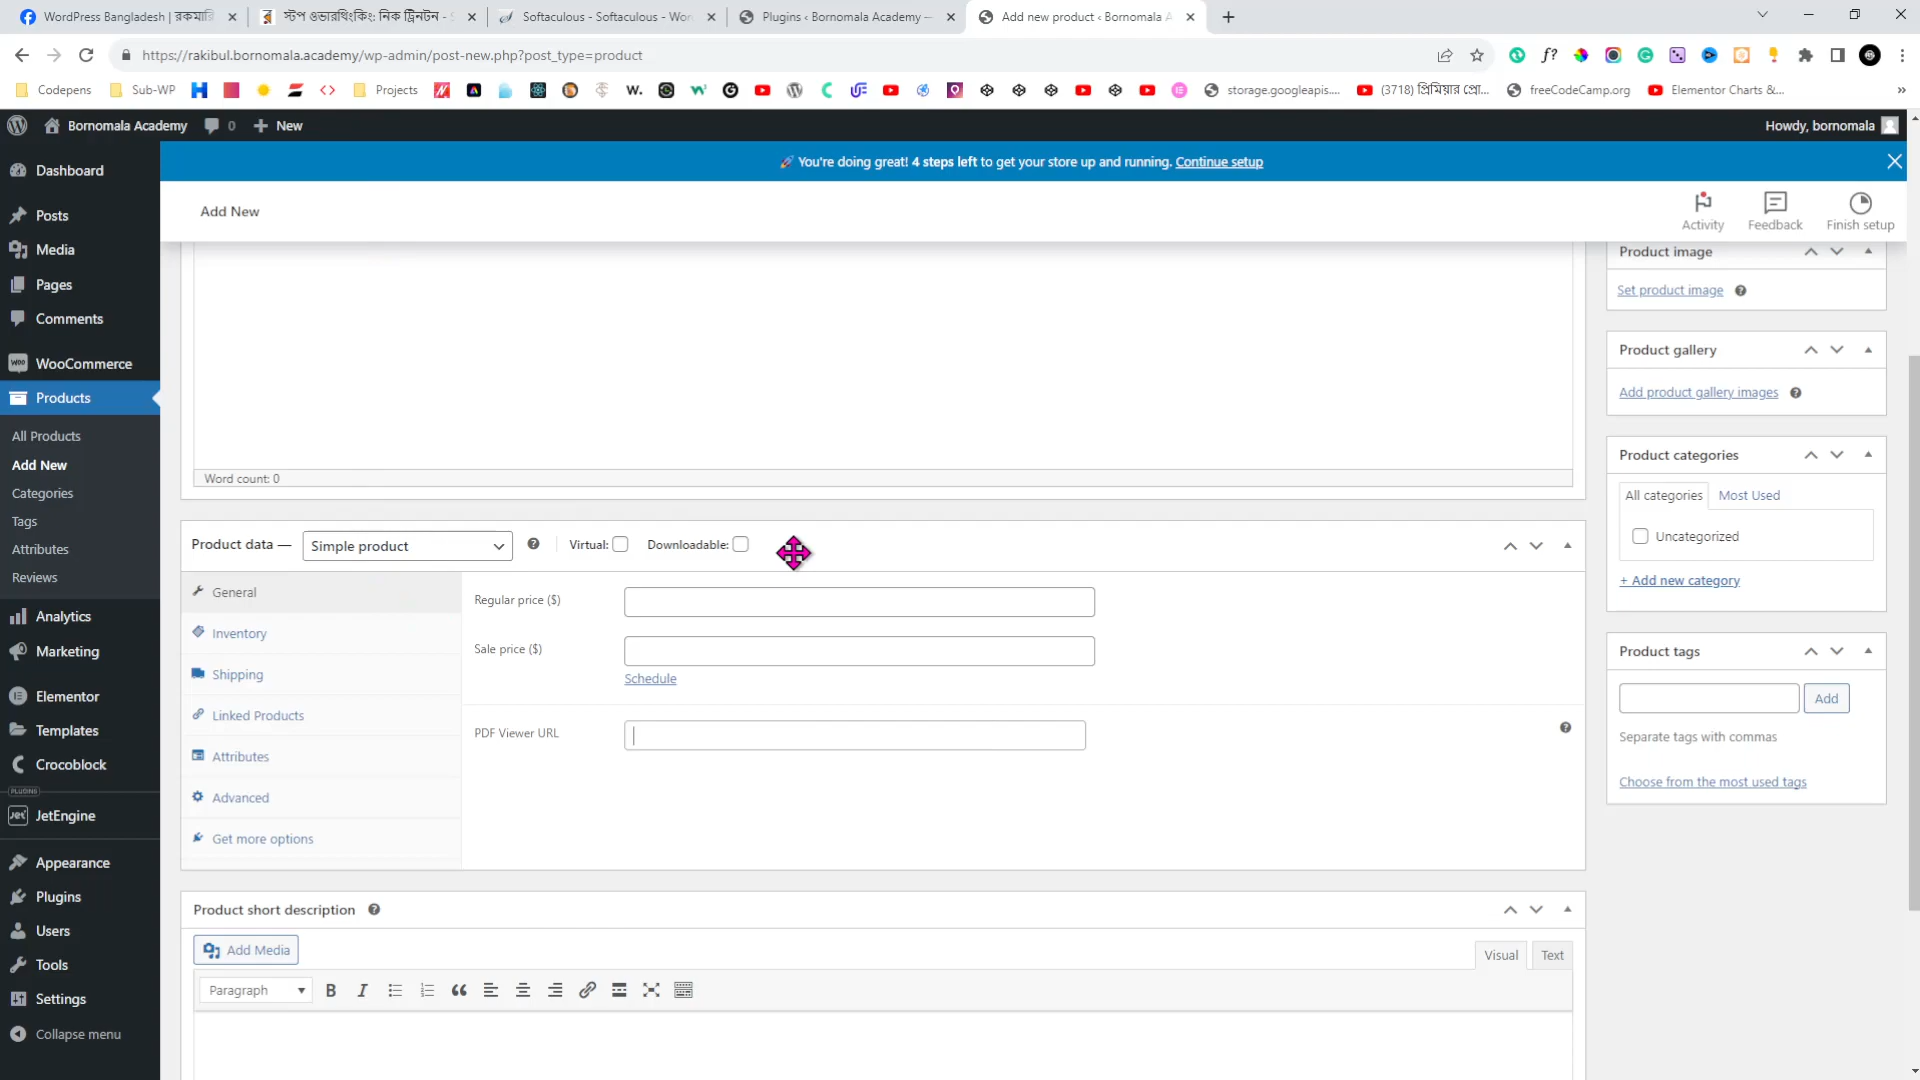 WordPress Bangladesh | রকমারি
স্টপ ওভারথিংকিং: নিক ট্রিনটন -
Softaculous - Softaculous - Wor
Plugins ‹ Bornomala Academy —
Add new product ‹ Bornomala A
https://rakibul.bornomala.academy/wp-admin/post-new.php?post_type=product
Codepens
Sub-WP
Projects
storage.googleapis....
(3718) প্রিমিয়ার প্রো...
freeCodeCamp.org
Elementor Charts &...
Bornomala Academy
0
New
Howdy, bornomala
You're doing great! 4 steps left to get your store up and running. Continue setup
Add New
Activity
Feedback
Finish setup
Dashboard
Posts
Media
Pages
Comments
WooCommerce
Products
All Products
Add New
Categories
Tags
Attributes
Reviews
Analytics
Marketing
Elementor
Templates
Crocoblock
PLUGINS
JetEngine
Appearance
Plugins
Users
Tools
Settings
Collapse menu
Word count: 0
Product data —
Simple product
Virtual:
Downloadable:
General
Inventory
Shipping
Linked Products
Attributes
Advanced
Get more options
Regular price ($)
Sale price ($)
Schedule
PDF Viewer URL
Product short description
Add Media
Visual
Text
Paragraph
Product image
Set product image
Product gallery
Add product gallery images
Product categories
All categories
Most Used
Uncategorized
+ Add new category
Product tags
Add
Separate tags with commas
Choose from the most used tags